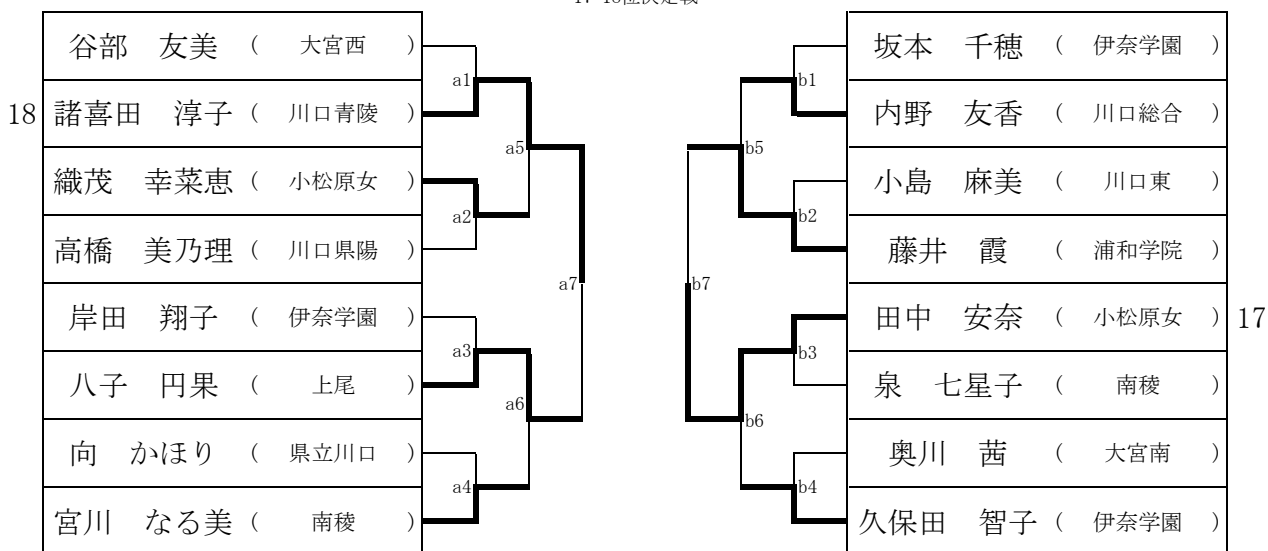 17-18位決定戦
谷部 友美 ( 大宮西 )
a1
18 諸喜田 淳子 ( 川口青陵 )
a5
織茂 幸菜恵 ( 小松原女 )
a2
高橋 美乃理 ( 川口県陽 )
a7
岸田 翔子 ( 伊奈学園 )
a3
八子 円果 ( 上尾 )
a6
向 かほり ( 県立川口 )
a4
宮川 なる美 ( 南稜 )
坂本 千穂 ( 伊奈学園 )
b1
内野 友香 ( 川口総合 )
b5
小島 麻美 ( 川口東 )
b2
藤井 霞 ( 浦和学院 )
b7
田中 安奈 ( 小松原女 ) 17
b3
泉 七星子 ( 南稜 )
b6
奥川 茜 ( 大宮南 )
b4
久保田 智子 ( 伊奈学園 )